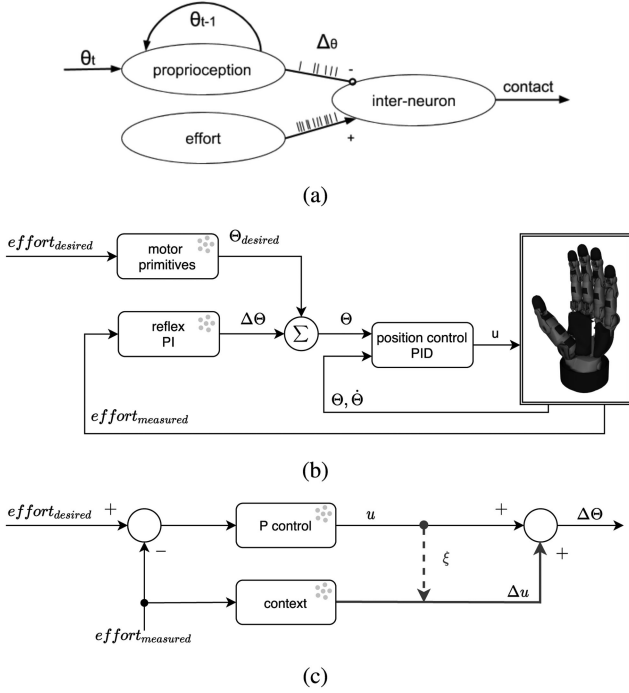 θt-1
θt
proprioception
Δθ
-
inter-neuron
contact
effort
+
(a)
effortdesired
motor
primitives
Θdesired
reflex
PI
ΔΘ
Σ
Θ
position control
PID
u
Θ, Θ̇
effortmeasured
(b)
effortdesired
+
−
P control
u
+
ΔΘ
ξ
+
context
Δu
effortmeasured
(c)